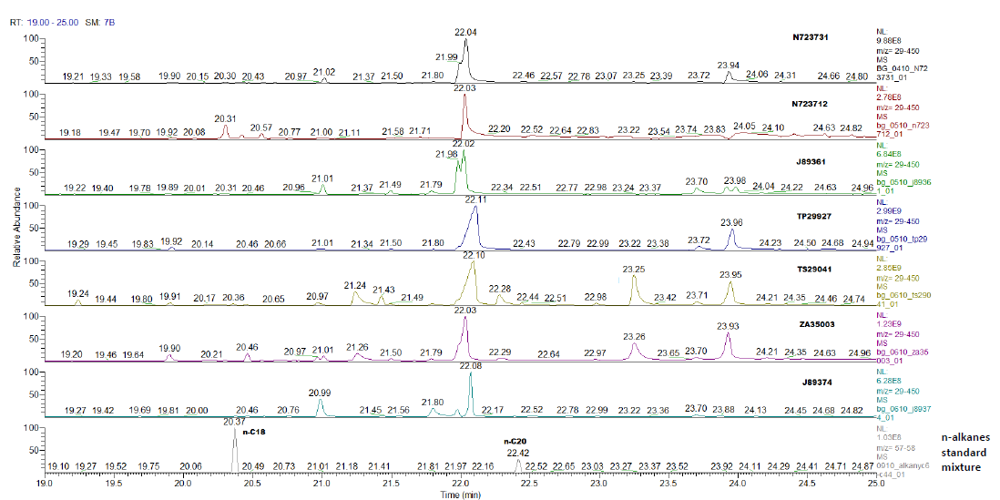 RT: 19.00 - 25.00 SM: 7B
Relative Abundance
100
50
22.04
21.99
19.21 19.33 19.58 19.90 20.15 20.30 20.43 20.97 21.02 21.37 21.50 21.80 22.46 22.57 22.78 23.07 23.25 23.39 23.72 23.94 24.06 24.31 24.66 24.80
N723731
NL:
9.88E8
m/z= 29-450
MS
BG_0410_N72
3731_01
100
50
22.03
19.18 19.47 19.70 19.92 20.08 20.31 20.57 20.77 21.00 21.11 21.58 21.71 22.20 22.52 22.64 22.83 23.22 23.54 23.74 23.83 24.05 24.10 24.63 24.82
N723712
NL:
2.78E8
m/z= 29-450
MS
bg_0510_n723
712_01
100
50
22.02
21.98
19.22 19.40 19.78 19.89 20.01 20.31 20.46 20.96 21.01 21.37 21.49 21.79 22.34 22.51 22.77 22.98 23.24 23.37 23.70 23.98 24.04 24.22 24.63 24.96
J89361
NL:
6.84E8
m/z= 29-450
MS
bg_0510_j8936
1_01
100
50
22.11
19.29 19.45 19.83 19.92 20.14 20.46 20.66 21.01 21.34 21.50 21.80 22.43 22.79 22.99 23.22 23.38 23.72 23.96 24.23 24.50 24.68 24.94
TP29927
NL:
2.99E9
m/z= 29-450
MS
bg_0510_tp29
927_01
100
50
22.10
19.24 19.44 19.80 19.91 20.17 20.36 20.65 20.97 21.24 21.43 21.49 22.28 22.44 22.51 22.98 23.25 23.42 23.71 23.95 24.21 24.35 24.46 24.74
TS29041
NL:
2.85E9
m/z= 29-450
MS
bg_0610_ts290
41_01
100
50
22.03
19.20 19.46 19.64 19.90 20.21 20.46 20.97 21.01 21.26 21.50 21.79 22.29 22.64 22.97 23.26 23.65 23.70 23.93 24.21 24.35 24.63 24.96
ZA35003
NL:
1.23E9
m/z= 29-450
MS
bg_0610_za35
003_01
100
50
22.08
19.27 19.42 19.69 19.81 20.00 20.46 20.76 20.99 21.45 21.56 21.80 22.17 22.52 22.78 22.99 23.22 23.36 23.70 23.88 24.13 24.45 24.68 24.82
J89374
NL:
6.28E8
m/z= 29-450
MS
bg_0610_j8937
4_01
100
50
20.37
n-C18
n-C20
22.42
19.10 19.27 19.52 19.75 20.06 20.49 20.73 21.01 21.18 21.41 21.81 21.97 22.16 22.52 22.65 23.03 23.27 23.37 23.52 23.92 24.11 24.29 24.41 24.71 24.87
NL:
1.03E8
m/z= 57-58
MS
0910_alkanyc6
c44_01
n-alkanes
standard
mixture
19.0 19.5 20.0 20.5 21.0 21.5 22.0 22.5 23.0 23.5 24.0 24.5 25.0
Time (min)